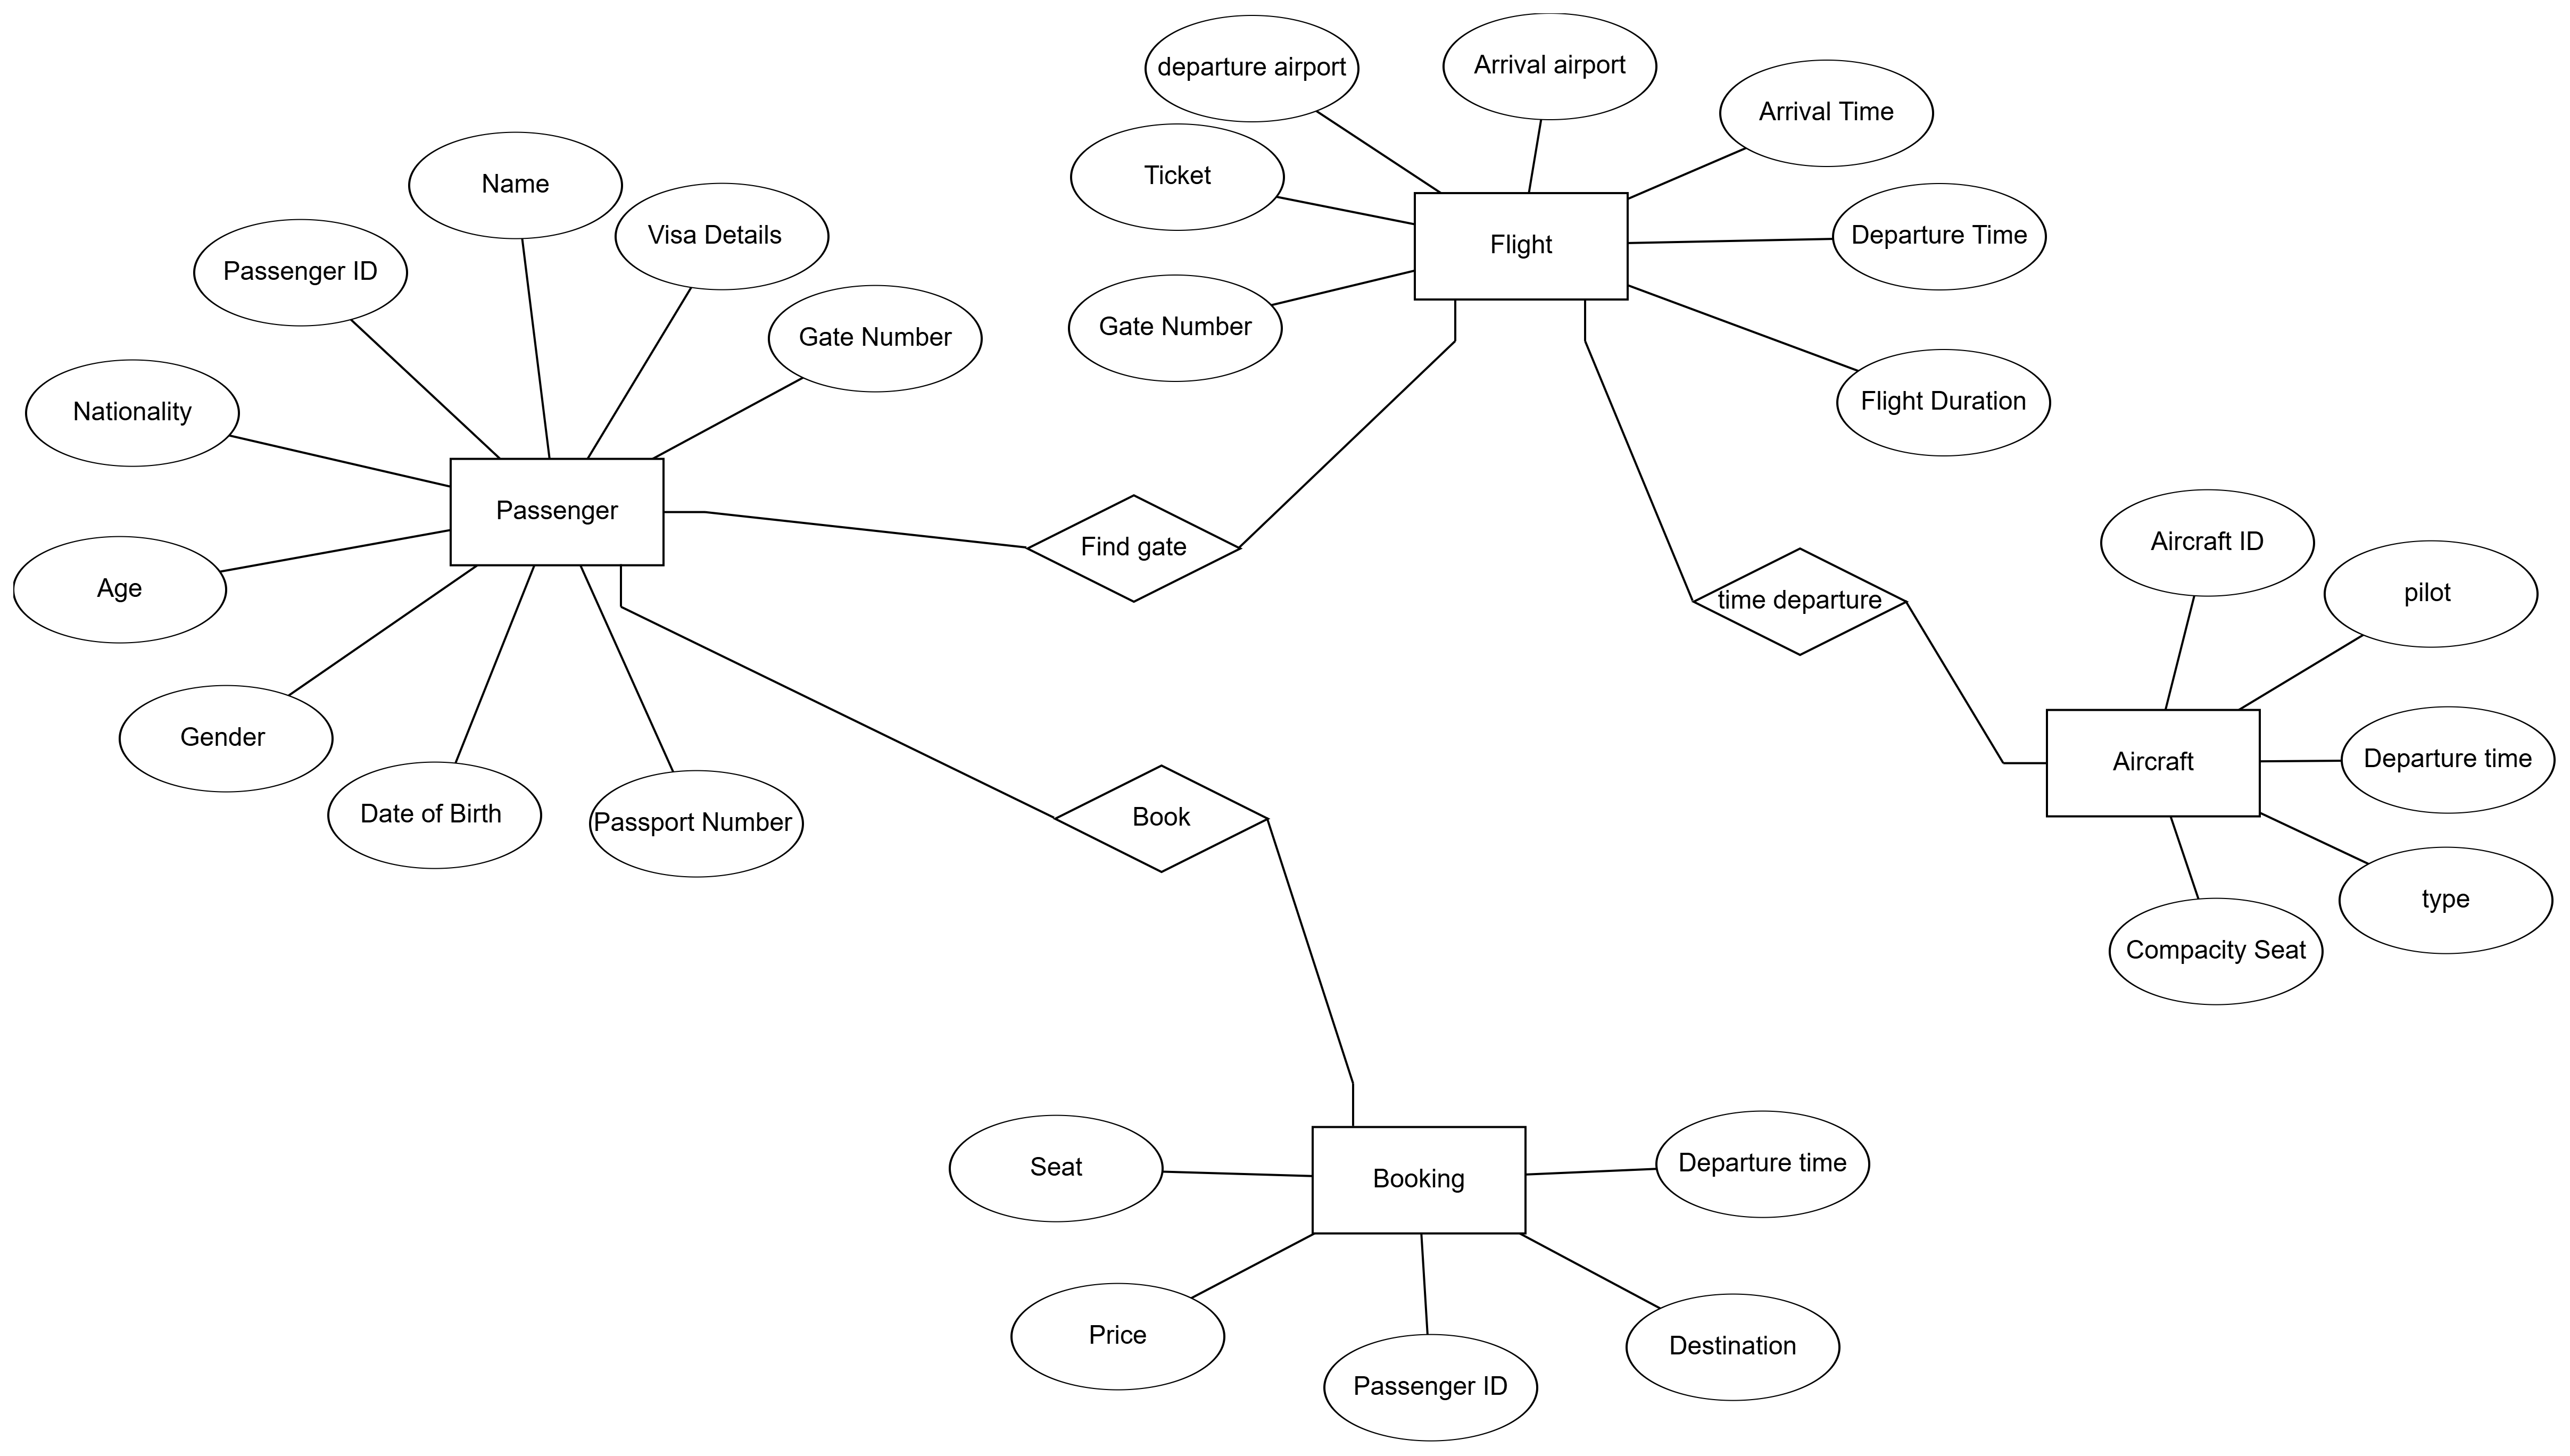 departure airport
Arrival airport
Arrival Time
Ticket
Name
Visa Details
Departure Time
Flight
Passenger ID
Gate Number
Gate Number
Flight Duration
Nationality
Passenger
Find gate
Aircraft ID
Age
time departure
pilot
Gender
Departure time
Aircraft
Date of Birth
Passport Number
Book
type
Compacity Seat
Seat
Departure time
Booking
Price
Destination
Passenger ID